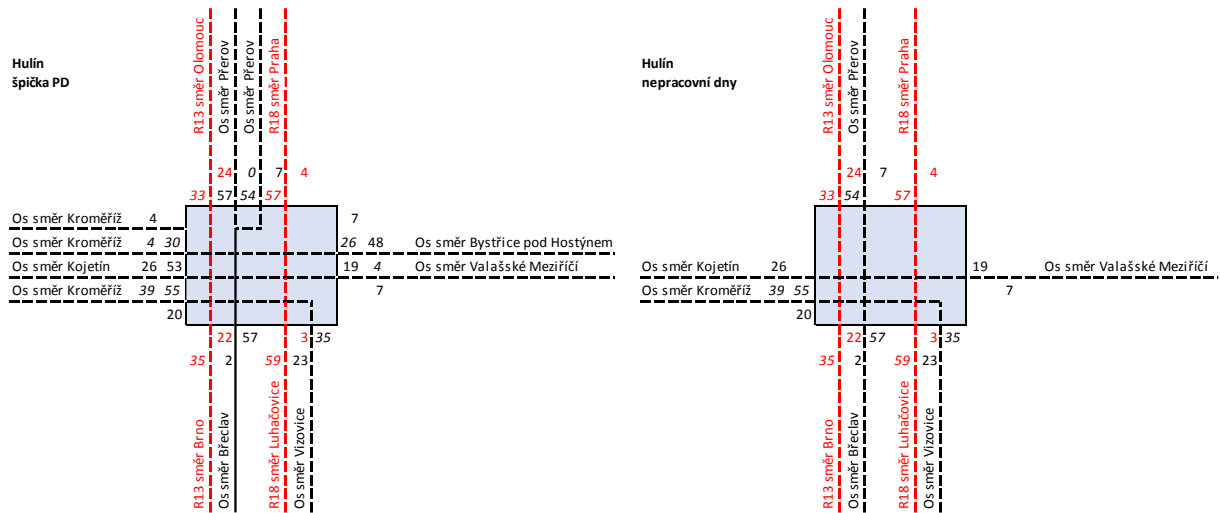 Hulín
špička PD
R13 směr Olomouc
Os směr Přerov
Os směr Přerov
R18 směr Praha
24 0 7 4
33 57 54 57
Os směr Kroměříž 4 7
Os směr Kroměříž 4 30 26 48 Os směr Bystřice pod Hostýnem
Os směr Kojetín 26 53 19 4 Os směr Valašské Meziříčí
Os směr Kroměříž 39 55 7
20
22 57 3 35
35 2 59 23
R13 směr Brno
Os směr Břeclav
R18 směr Luhačovice
Os směr Vizovice
Hulín
nepracovní dny
R13 směr Olomouc
Os směr Přerov
R18 směr Praha
24 7 4
33 54 57
Os směr Kojetín 26 19 Os směr Valašské Meziříčí
Os směr Kroměříž 39 55 7
20
22 57 3 35
35 2 59 23
R13 směr Brno
Os směr Břeclav
R18 směr Luhačovice
Os směr Vizovice